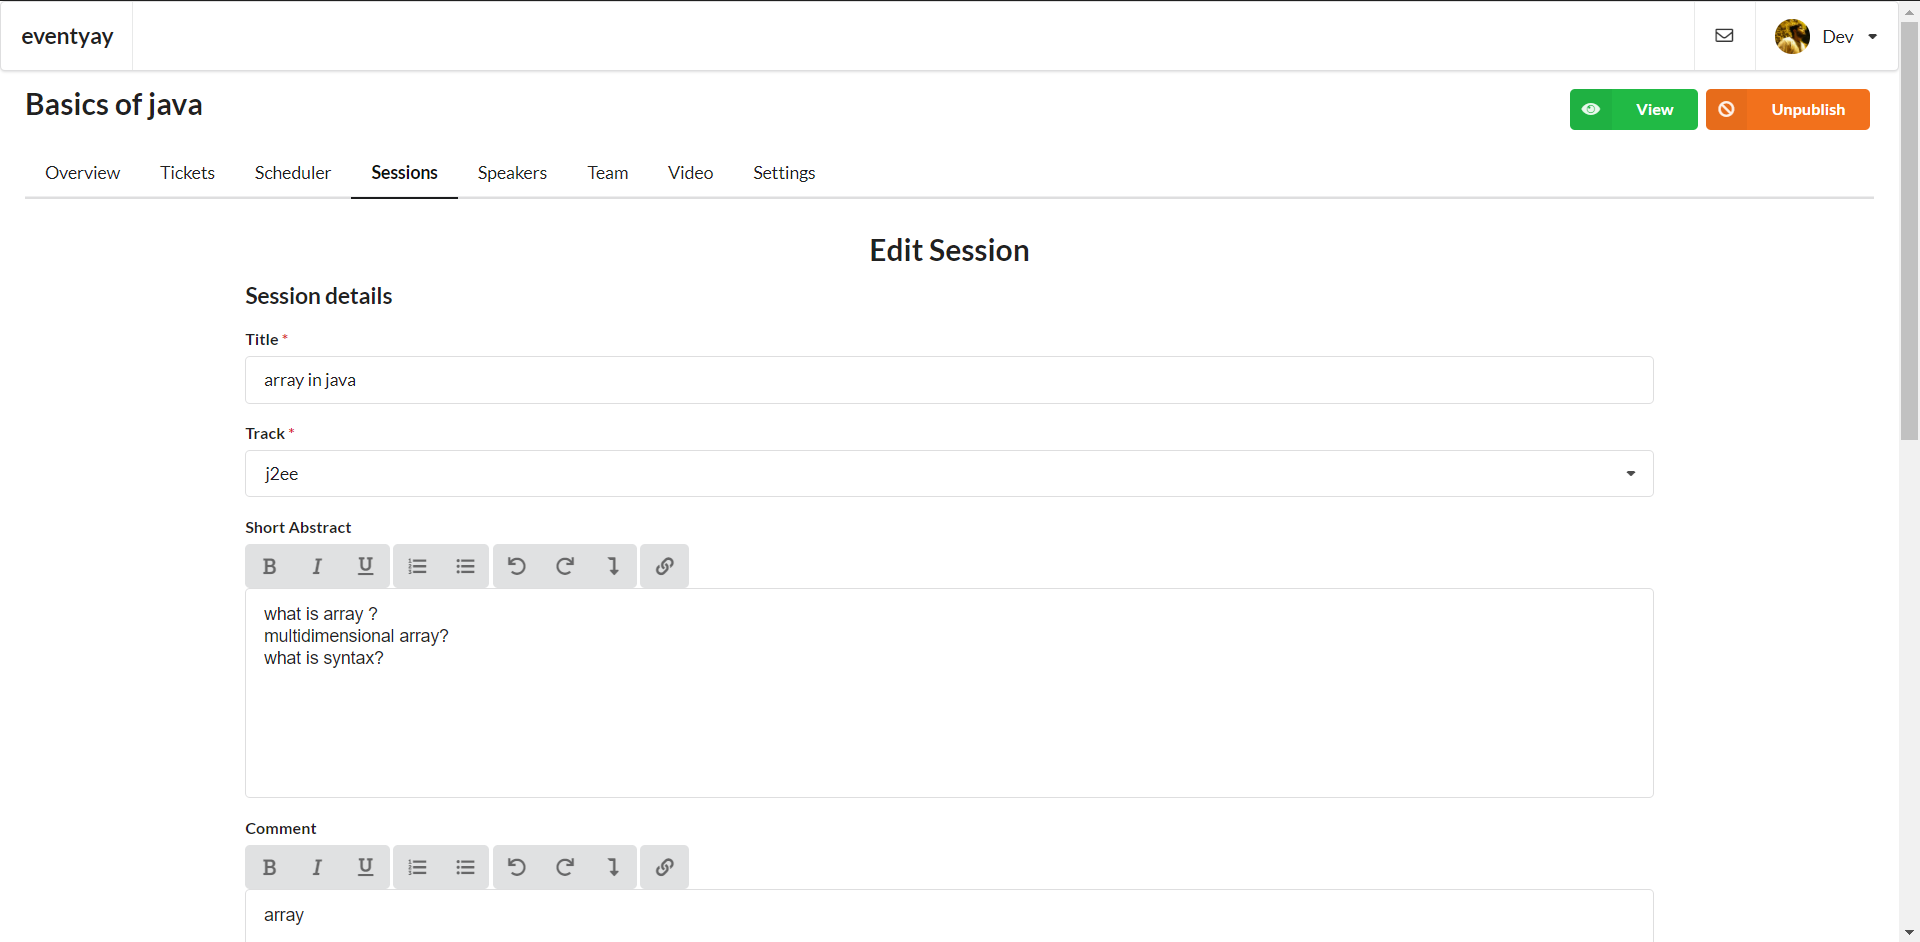 eventyay
Dev
Basics of java
View
Unpublish
Overview Tickets Scheduler Sessions Speakers Team Video Settings
Edit Session
Session details
Title *
array in java
Track *
j2ee
Short Abstract
B I U
what is array ?
multidimensional array?
what is syntax?
Comment
B I U
array